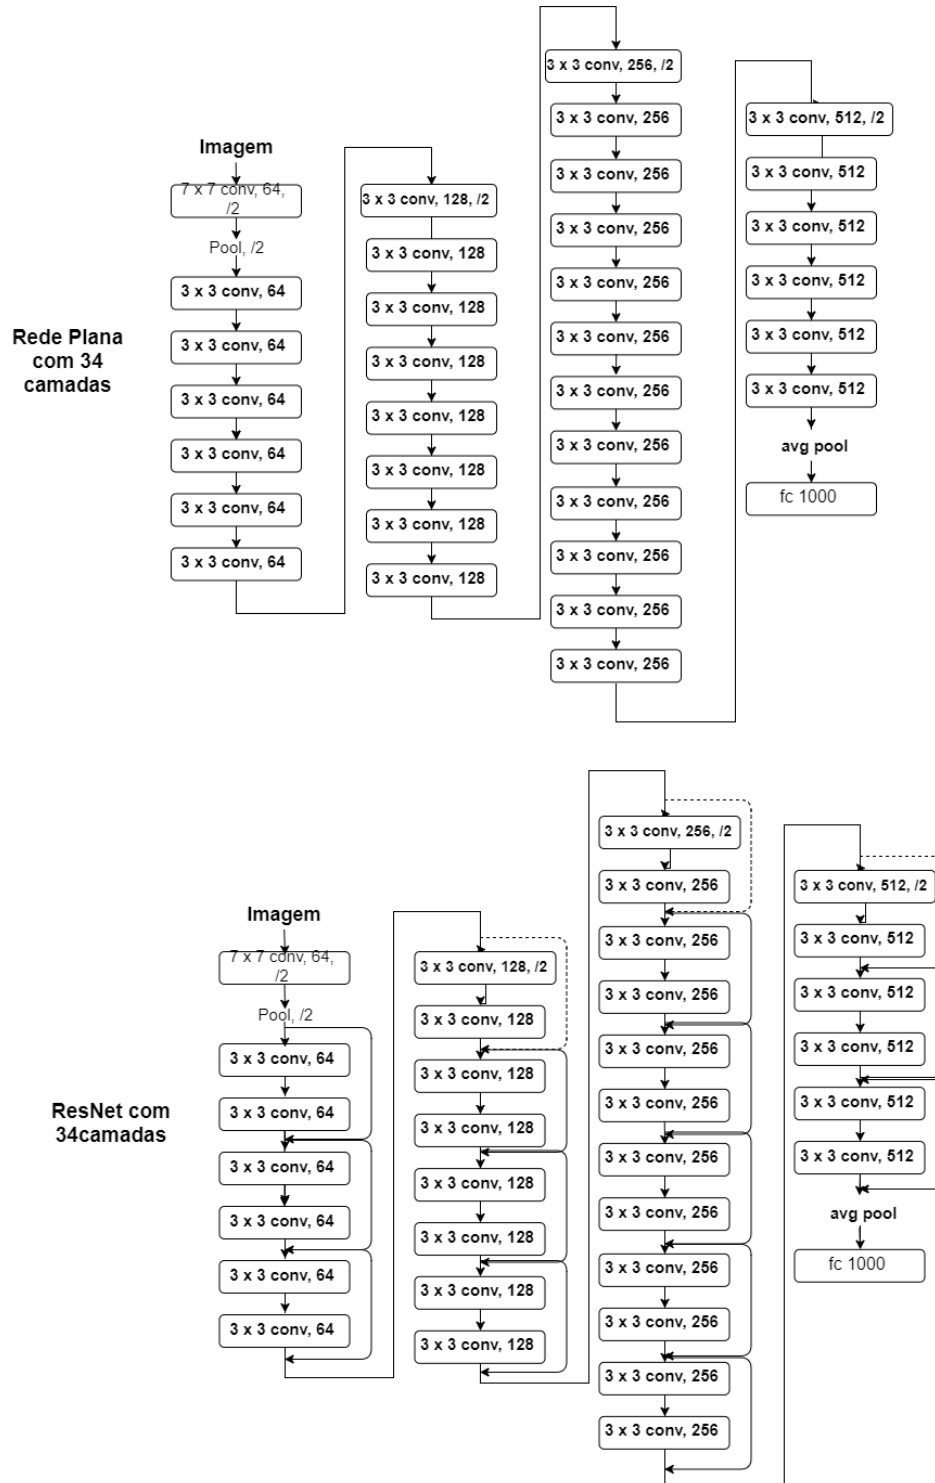 Rede Plana
com 34
camadas
Imagem
7 x 7 conv, 64,
/2
Pool, /2
3 x 3 conv, 64
3 x 3 conv, 64
3 x 3 conv, 64
3 x 3 conv, 64
3 x 3 conv, 64
3 x 3 conv, 64
3 x 3 conv, 128, /2
3 x 3 conv, 128
3 x 3 conv, 128
3 x 3 conv, 128
3 x 3 conv, 128
3 x 3 conv, 128
3 x 3 conv, 128
3 x 3 conv, 128
3 x 3 conv, 256, /2
3 x 3 conv, 256
3 x 3 conv, 256
3 x 3 conv, 256
3 x 3 conv, 256
3 x 3 conv, 256
3 x 3 conv, 256
3 x 3 conv, 256
3 x 3 conv, 256
3 x 3 conv, 256
3 x 3 conv, 256
3 x 3 conv, 256
3 x 3 conv, 512, /2
3 x 3 conv, 512
3 x 3 conv, 512
3 x 3 conv, 512
3 x 3 conv, 512
3 x 3 conv, 512
avg pool
fc 1000
ResNet com
34camadas
Imagem
7 x 7 conv, 64,
/2
Pool, /2
3 x 3 conv, 64
3 x 3 conv, 64
3 x 3 conv, 64
3 x 3 conv, 64
3 x 3 conv, 64
3 x 3 conv, 64
3 x 3 conv, 128, /2
3 x 3 conv, 128
3 x 3 conv, 128
3 x 3 conv, 128
3 x 3 conv, 128
3 x 3 conv, 128
3 x 3 conv, 128
3 x 3 conv, 128
3 x 3 conv, 256, /2
3 x 3 conv, 256
3 x 3 conv, 256
3 x 3 conv, 256
3 x 3 conv, 256
3 x 3 conv, 256
3 x 3 conv, 256
3 x 3 conv, 256
3 x 3 conv, 256
3 x 3 conv, 256
3 x 3 conv, 256
3 x 3 conv, 256
3 x 3 conv, 512, /2
3 x 3 conv, 512
3 x 3 conv, 512
3 x 3 conv, 512
3 x 3 conv, 512
3 x 3 conv, 512
avg pool
fc 1000